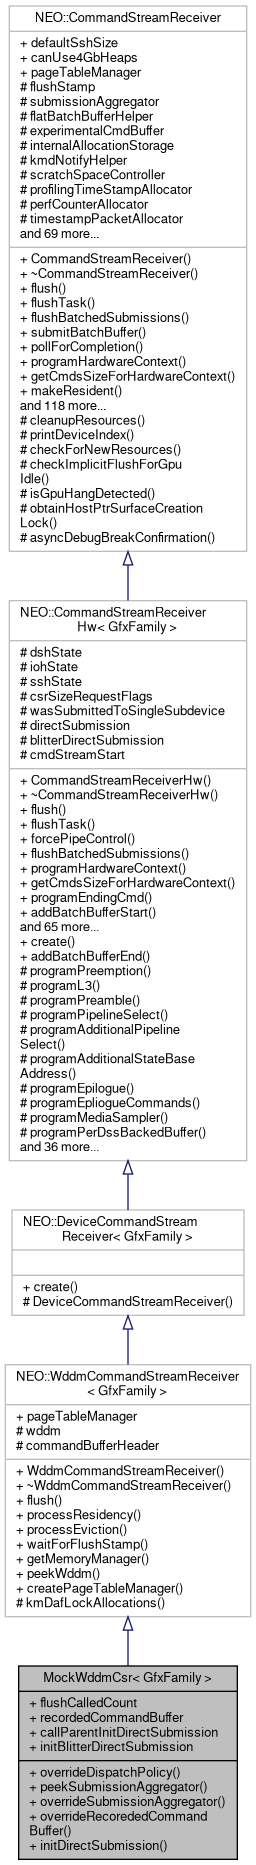 NEO::CommandStreamReceiver
+ defaultSshSize
+ canUse4GbHeaps
+ pageTableManager
# flushStamp
# submissionAggregator
# flatBatchBufferHelper
# experimentalCmdBuffer
# internalAllocationStorage
# kmdNotifyHelper
# scratchSpaceController
# profilingTimeStampAllocator
# perfCounterAllocator
# timestampPacketAllocator
and 69 more...
+ CommandStreamReceiver()
+ ~CommandStreamReceiver()
+ flush()
+ flushTask()
+ flushBatchedSubmissions()
+ submitBatchBuffer()
+ pollForCompletion()
+ programHardwareContext()
+ getCmdsSizeForHardwareContext()
+ makeResident()
and 118 more...
# cleanupResources()
# printDeviceIndex()
# checkForNewResources()
# checkImplicitFlushForGpu
Idle()
# isGpuHangDetected()
# obtainHostPtrSurfaceCreation
Lock()
# asyncDebugBreakConfirmation()
NEO::CommandStreamReceiver
Hw< GfxFamily >
# dshState
# iohState
# sshState
# csrSizeRequestFlags
# wasSubmittedToSingleSubdevice
# directSubmission
# blitterDirectSubmission
# cmdStreamStart
+ CommandStreamReceiverHw()
+ ~CommandStreamReceiverHw()
+ flush()
+ flushTask()
+ forcePipeControl()
+ flushBatchedSubmissions()
+ programHardwareContext()
+ getCmdsSizeForHardwareContext()
+ programEndingCmd()
+ addBatchBufferStart()
and 65 more...
+ create()
+ addBatchBufferEnd()
# programPreemption()
# programL3()
# programPreamble()
# programPipelineSelect()
# programAdditionalPipeline
Select()
# programAdditionalStateBase
Address()
# programEpilogue()
# programEpliogueCommands()
# programMediaSampler()
# programPerDssBackedBuffer()
and 36 more...
NEO::DeviceCommandStream
Receiver< GfxFamily >
+ create()
# DeviceCommandStreamReceiver()
NEO::WddmCommandStreamReceiver
< GfxFamily >
+ pageTableManager
# wddm
# commandBufferHeader
+ WddmCommandStreamReceiver()
+ ~WddmCommandStreamReceiver()
+ flush()
+ processResidency()
+ processEviction()
+ waitForFlushStamp()
+ getMemoryManager()
+ peekWddm()
+ createPageTableManager()
# kmDafLockAllocations()
MockWddmCsr< GfxFamily >
+ flushCalledCount
+ recordedCommandBuffer
+ callParentInitDirectSubmission
+ initBlitterDirectSubmission
+ overrideDispatchPolicy()
+ peekSubmissionAggregator()
+ overrideSubmissionAggregator()
+ overrideRecorededCommand
Buffer()
+ initDirectSubmission()